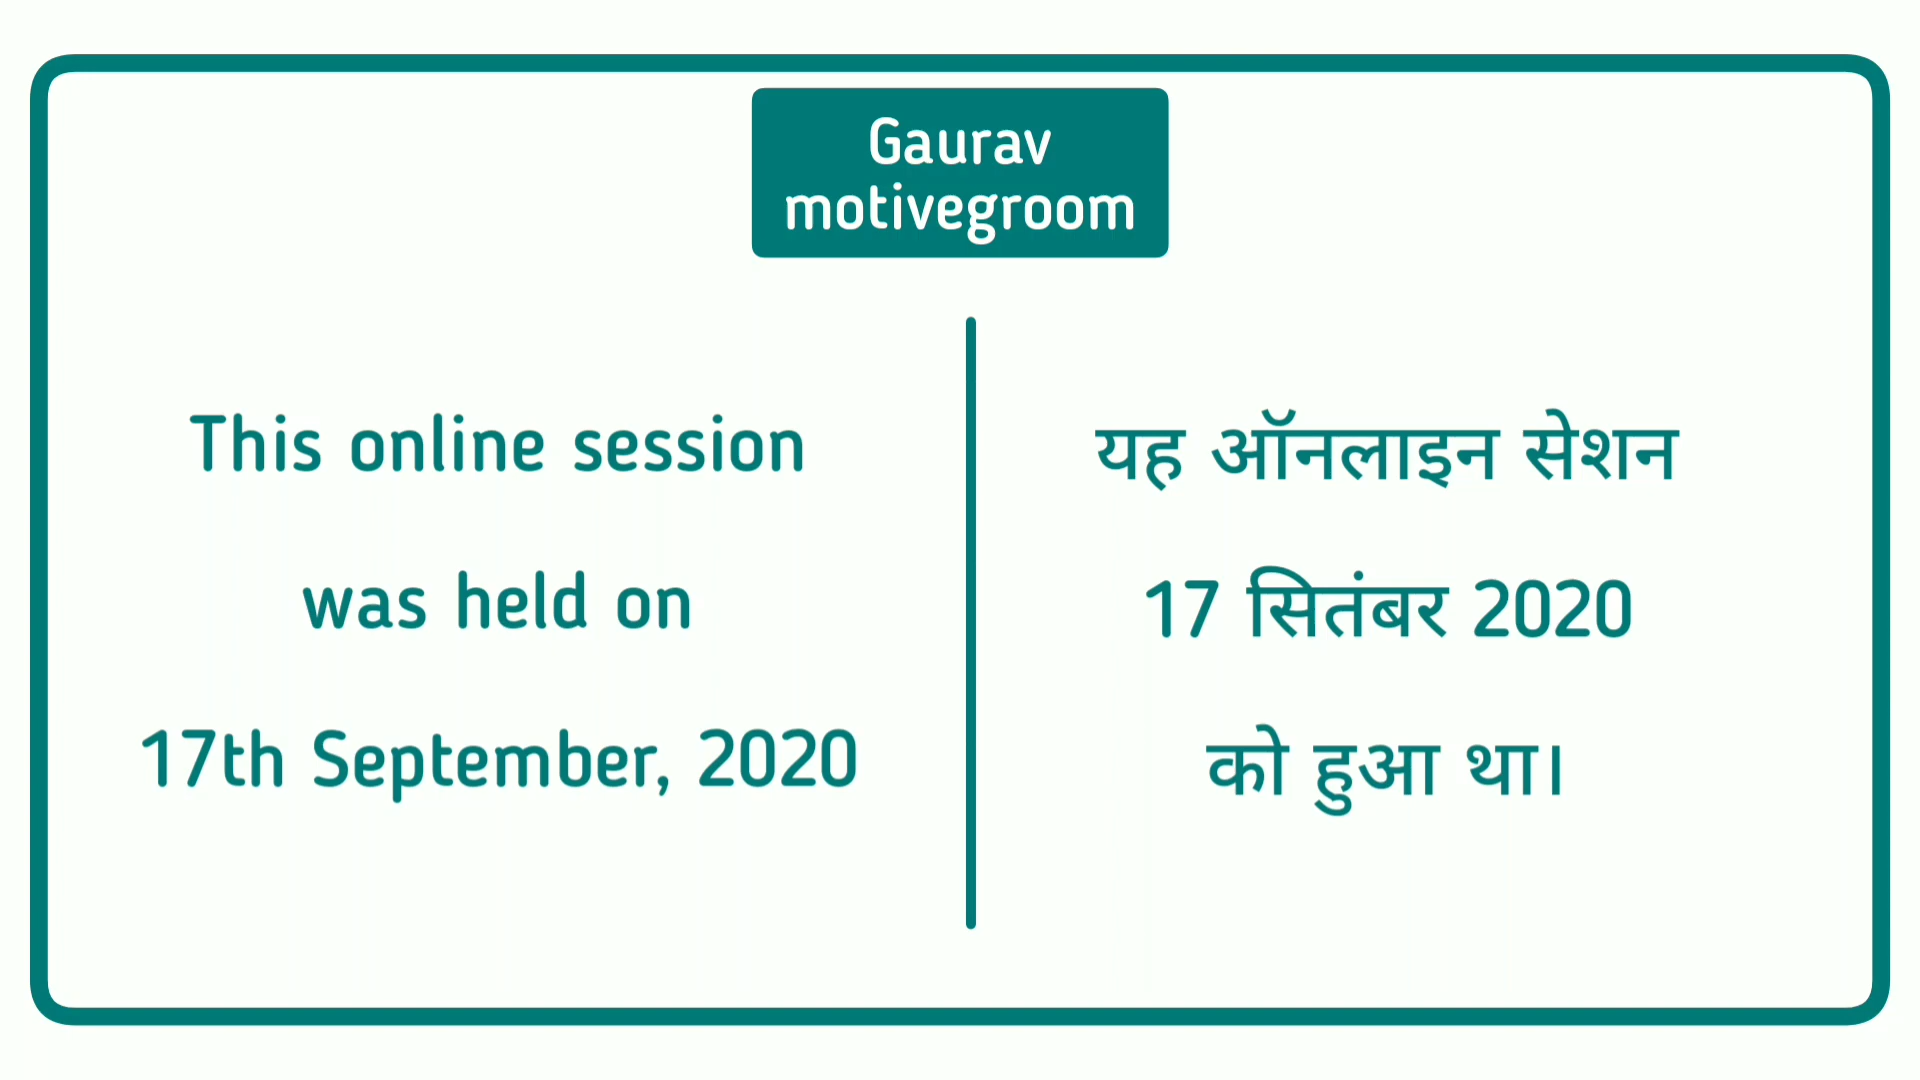 Gaurav
motivegroom
This online session
was held on
17th September, 2020
यह ऑनलाइन सेशन
17 सितंबर 2020
को हुआ था।